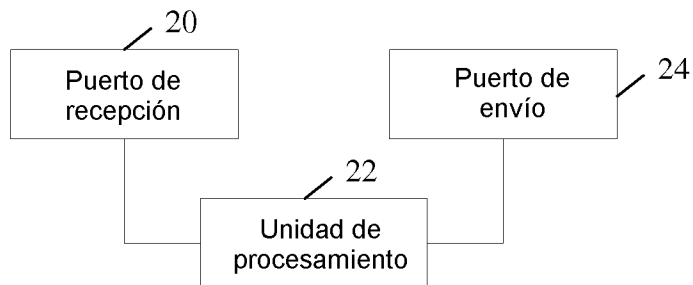 20
Puerto de
recepción
Puerto de
envío
24
22
Unidad de
procesamiento